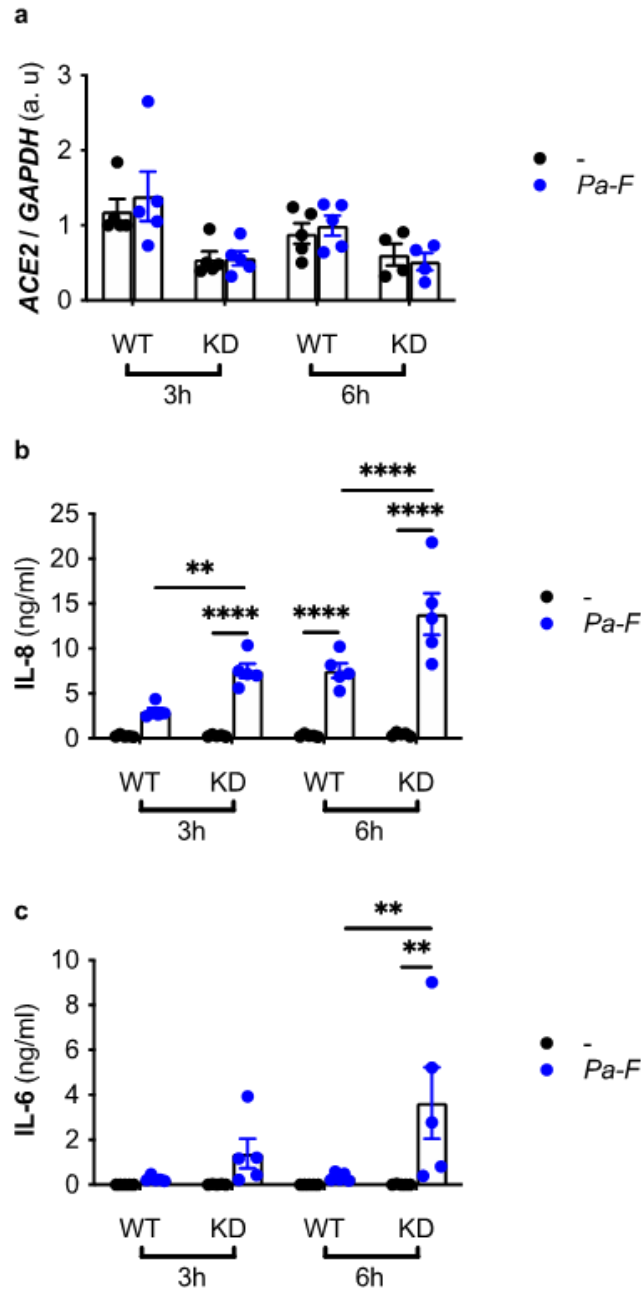 a
ACE2 / GAPDH (a. u)
3
2
1
0
WT KD WT KD
3h 6h
-
Pa-F
b
IL-8 (ng/ml)
25
20
15
10
5
0
**
****
****
****
****
WT KD WT KD
3h 6h
-
Pa-F
c
IL-6 (ng/ml)
10
8
6
4
2
0
**
**
WT KD WT KD
3h 6h
-
Pa-F